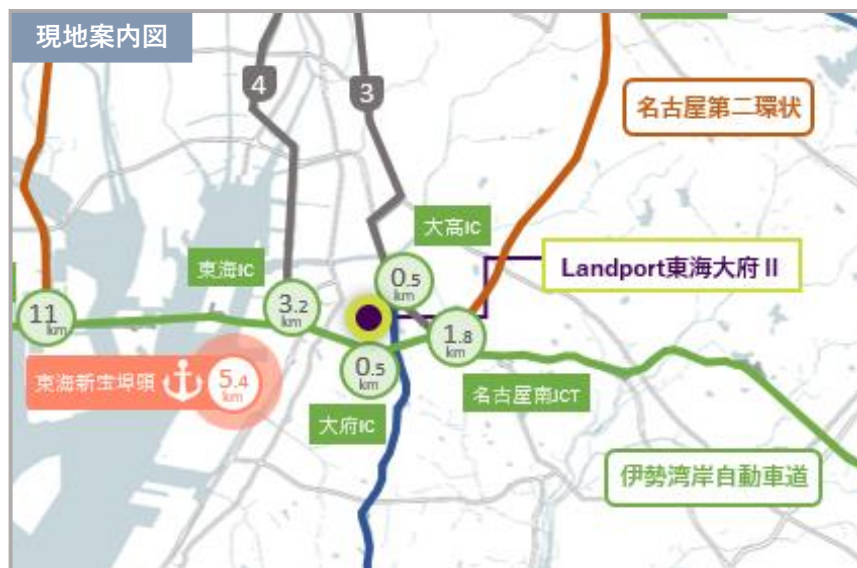 現地案内図
4
3
名古屋第二環状
大高IC
東海IC
Landport東海大府Ⅱ
0.5
km
3.2
km
11
km
1.8
km
東海新宝埠頭
5.4
km
0.5
km
名古屋南JCT
大府IC
伊勢湾岸自動車道